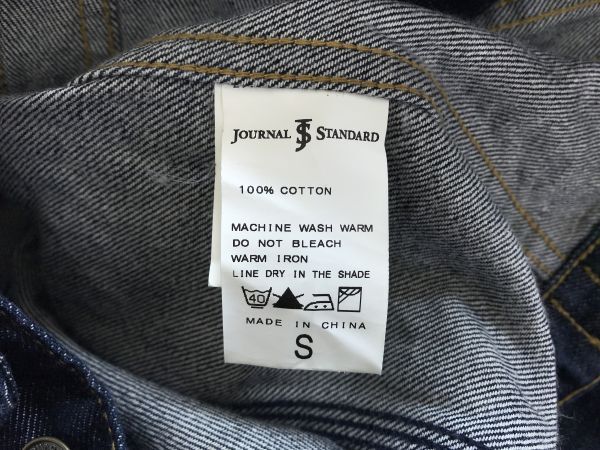 JOURNAL JS STANDARD
100% COTTON
MACHINE WASH WARM
DO NOT BLEACH
WARM IRON
LINE DRY IN THE SHADE
40
MADE IN CHINA
S